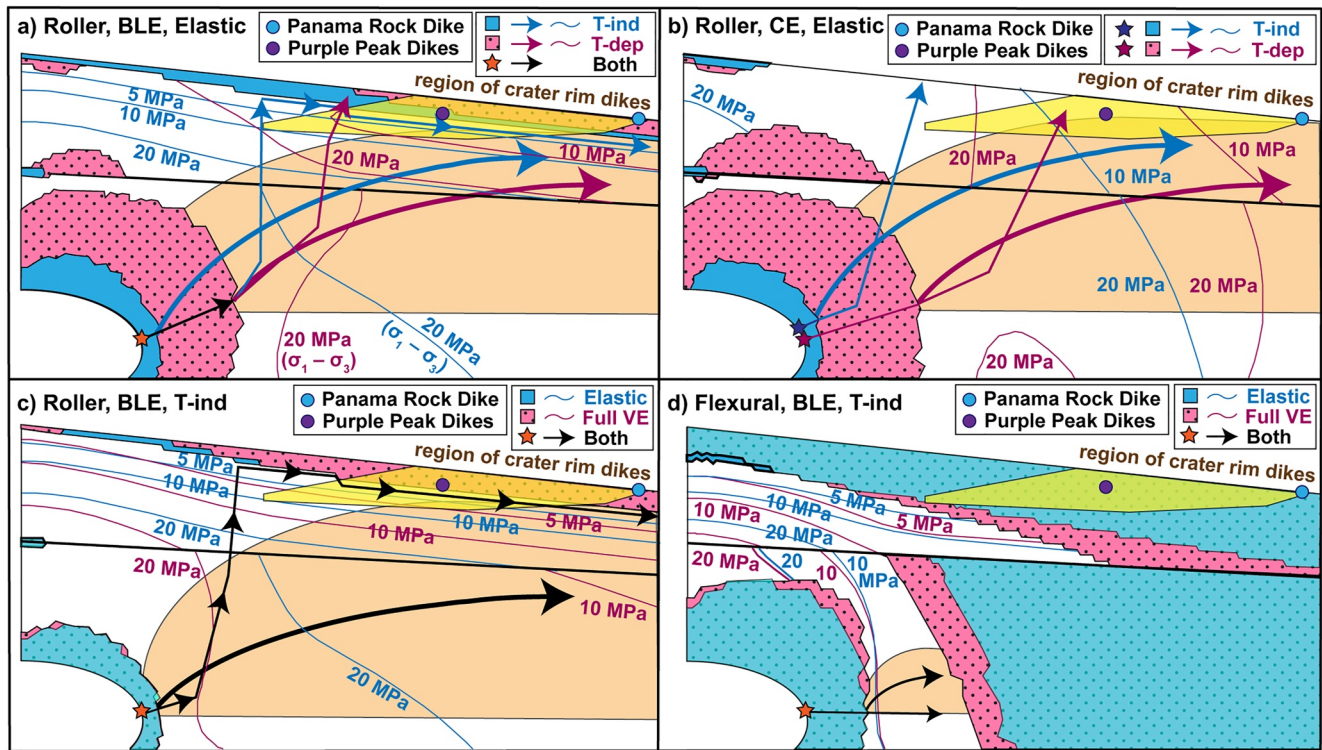 a) Roller, BLE, Elastic
Panama Rock Dike
Purple Peak Dikes
T-ind
T-dep
Both
region of crater rim dikes
5 MPa
10 MPa
20 MPa
20 MPa
10 MPa
20 MPa
(σ₁ – σ₃)
20 MPa
(σ₁ – σ₃)
b) Roller, CE, Elastic
Panama Rock Dike
Purple Peak Dikes
T-ind
T-dep
region of crater rim dikes
20 MPa
20 MPa
10 MPa
10 MPa
20 MPa
20 MPa
20 MPa
c) Roller, BLE, T-ind
Panama Rock Dike
Purple Peak Dikes
Elastic
Full VE
Both
region of crater rim dikes
5 MPa
10 MPa
20 MPa
10 MPa
10 MPa
5 MPa
20 MPa
10 MPa
20 MPa
d) Flexural, BLE, T-ind
Panama Rock Dike
Purple Peak Dikes
Elastic
Full VE
Both
region of crater rim dikes
5 MPa
10 MPa
5 MPa
10 MPa
20 MPa
20 MPa
20
10
10
MPa